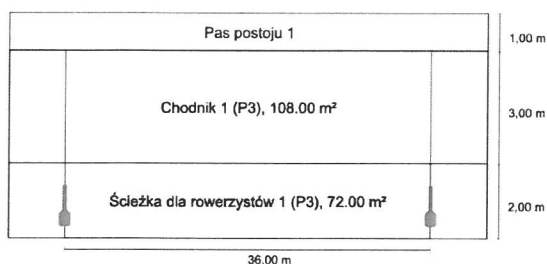 Pas postoju 1
1,00 m
Chodnik 1 (P3), 108.00 m²
3,00 m
Ścieżka dla rowerzystów 1 (P3), 72.00 m²
2,00 m
36.00 m